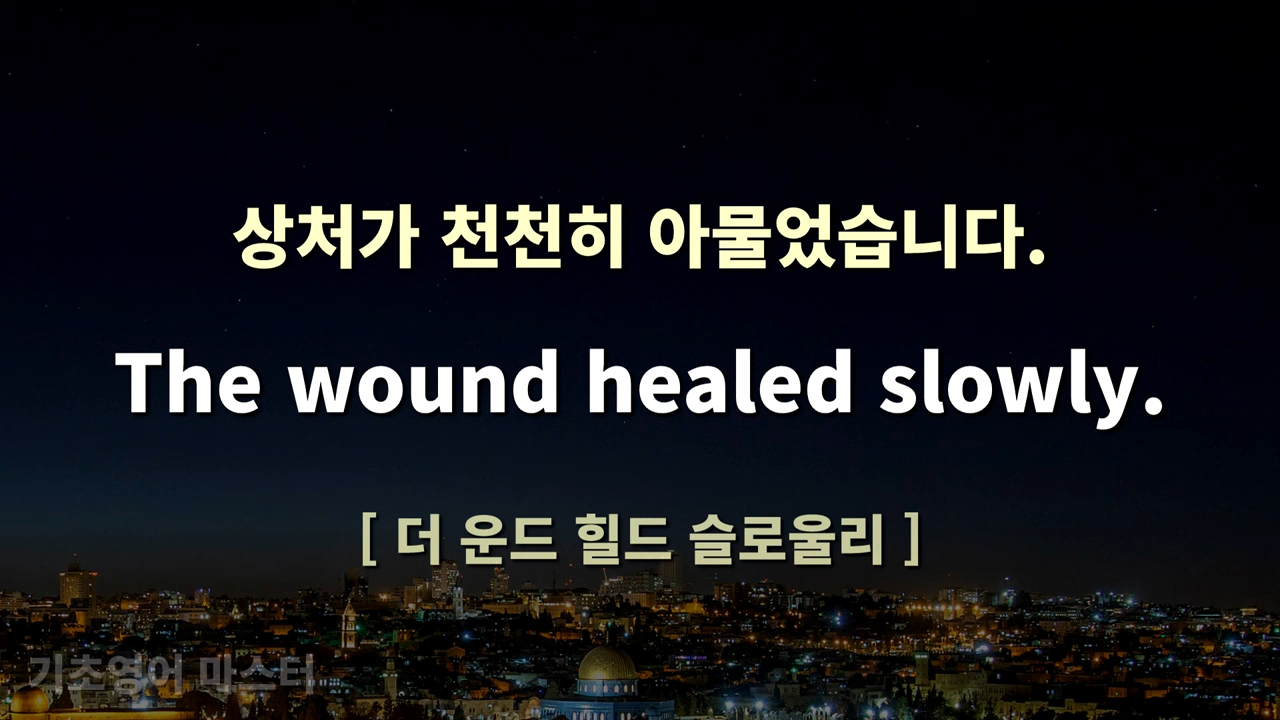 상처가 천천히 아물었습니다.
The wound healed slowly.
[ 더 운드 힐드 슬로울리 ]
기초영어 마스터